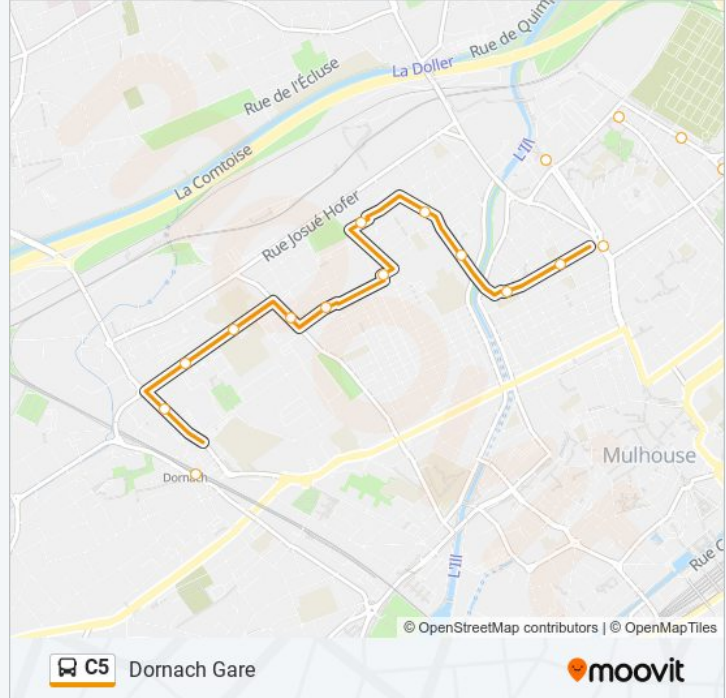 Rue de Quim
La Doller
Rue de l'Écluse
La Comtoise
L'Ill
Rue Josué Hofer
Mulhouse
Dornach
Rue C
L'Ill
© OpenStreetMap contributors | © OpenMapTiles
C5 Dornach Gare
moovit